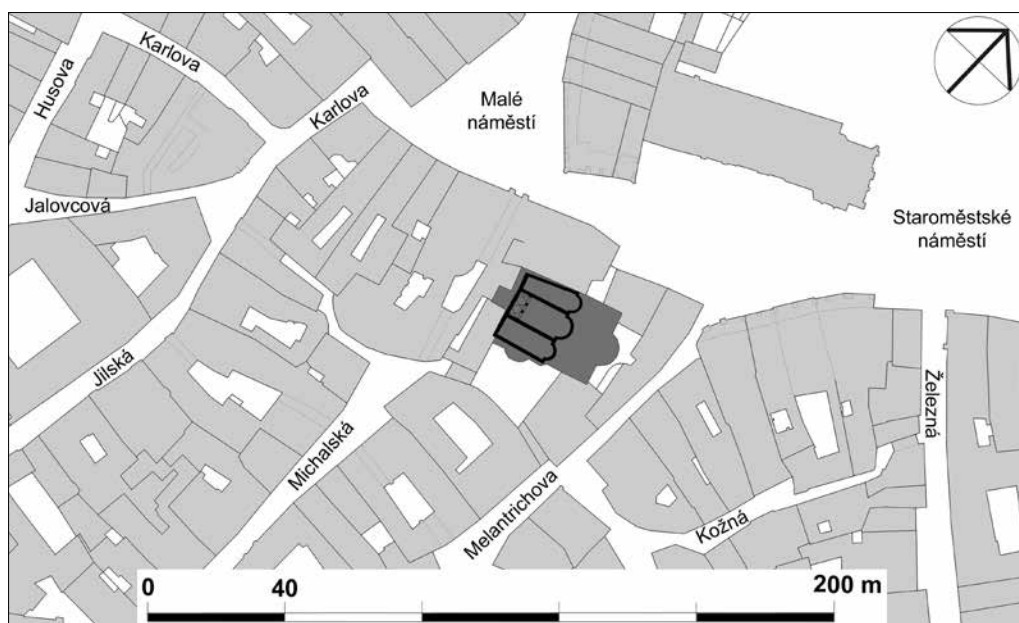 Husova
Karlova
Karlova
Malé
náměstí
Jalovcová
Staroměstské
náměstí
Jilská
Michalská
Melantrichova
Kožná
Železná
0
40
200 m